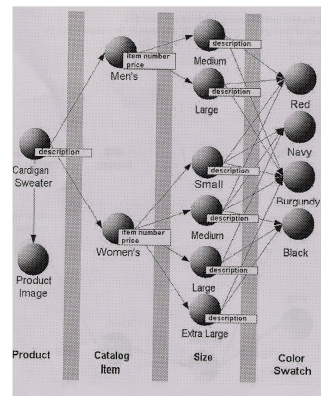 description
Medium
item number
price
Men's
description
Large
Red
description
Cardigan
Sweater
description
Small
Navy
Burgundy
description
Medium
Product
Image
item number
price
Women's
Black
description
Large
description
Extra Large
Product
Catalog
Item
Size
Color
Swatch